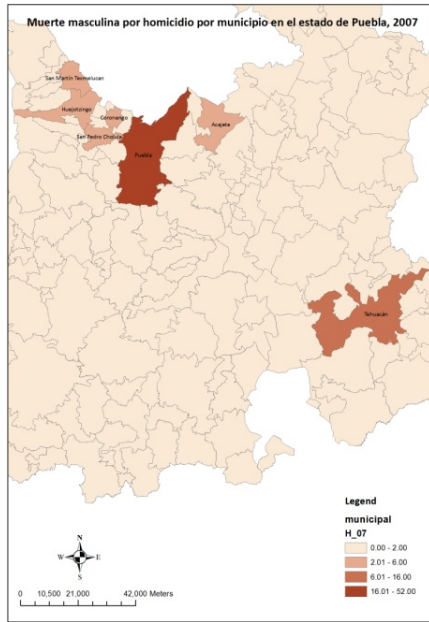 Muerte masculina por homicidio por municipio en el estado de Puebla, 2007
San Martín Texmelucan
Huejotzingo
Coronango
San Pedro Cholula
Acajete
Puebla
Tehuacán
Legend
municipal
H_07
0.00 - 2.00
2.01 - 6.00
6.01 - 16.00
16.01 - 52.00
N
W E
S
0 10,500 21,000 42,000 Meters